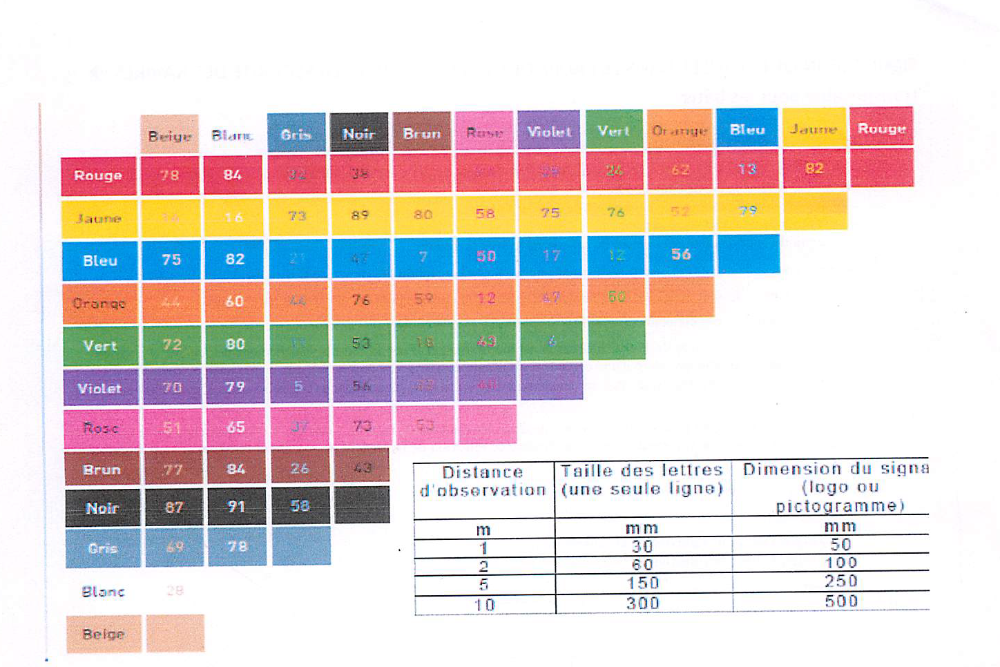 Beige Blanc Gris Noir Brun Rose Violet Vert Orange Bleu Jaune Rouge
Rouge 78 84 32 38 28 24 62 13 82
Jaune 14 16 73 89 80 58 75 76 52 79
Bleu 75 82 21 47 7 50 17 12 56
Orange 44 60 44 76 59 12 47 50
Vert 72 80 11 53 18 43 6
Violet 70 79 5 56 22 40
Rose 51 65 37 73 53
Brun 77 84 26 43
Noir 87 91 58
Gris 69 78
Blanc 28
Beige
Distance Taille des lettres Dimension du signa
d'observation (une seule ligne) (logo ou
pictogramme)
m mm mm
1 30 50
2 60 100
5 150 250
10 300 500